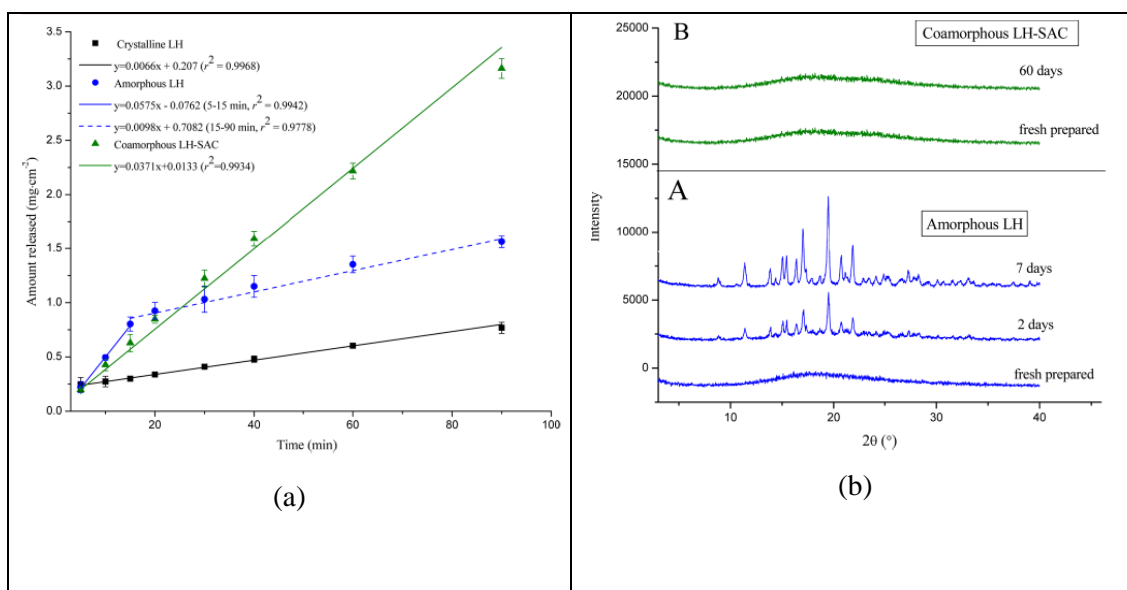 Crystalline LH
y=0.0066x + 0.207 (r² = 0.9968)
Amorphous LH
y=0.0575x - 0.0762 (5-15 min, r² = 0.9942)
y=0.0098x + 0.7082 (15-90 min, r² = 0.9778)
Coamorphous LH-SAC
y=0.0371x+0.0133 (r²=0.9934)
Amount released (mg·cm⁻²)
3.5
3.0
2.5
2.0
1.5
1.0
0.5
0.0
20 40 60 80 100
Time (min)
(a)
B
Coamorphous LH-SAC
60 days
fresh prepared
A
Amorphous LH
7 days
2 days
fresh prepared
Intensity
25000
20000
15000
10000
5000
0
10 20 30 40
2θ (°)
(b)